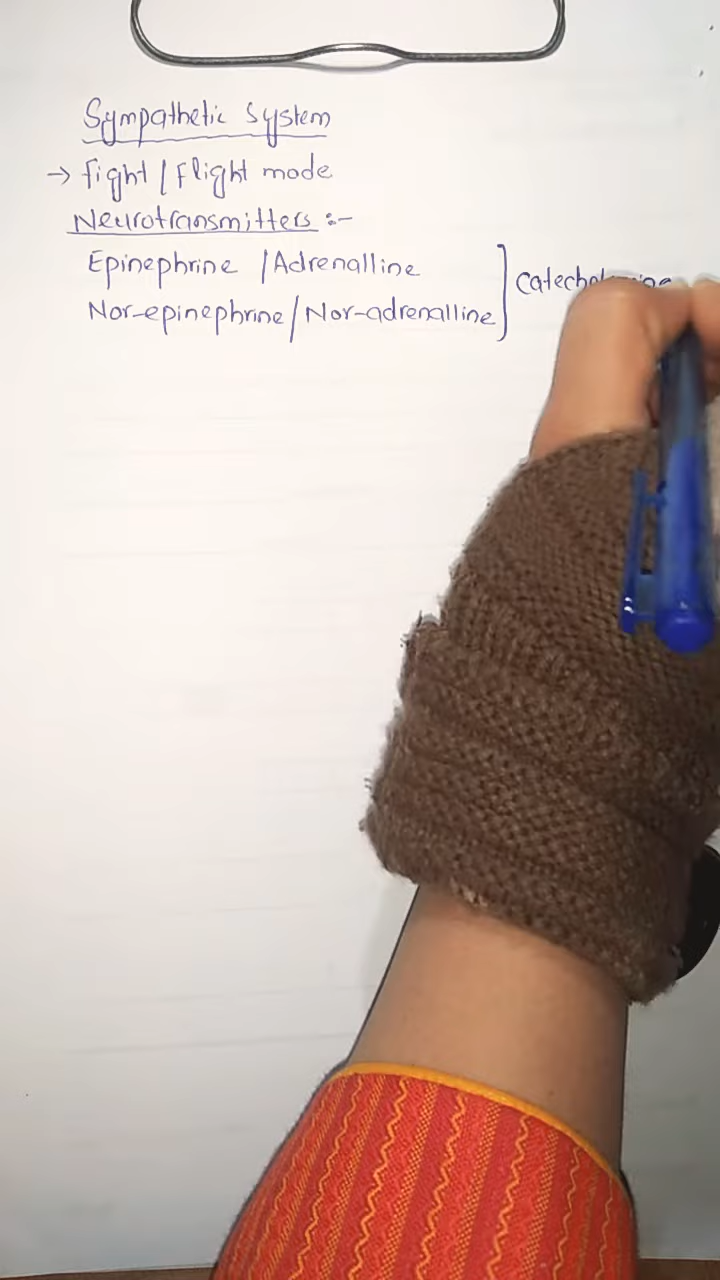 Sympathetic System
→ fight / Flight mode
Neurotransmitters :-
Epinephrine / Adrenalline
Nor-epinephrine / Nor-adrenalline